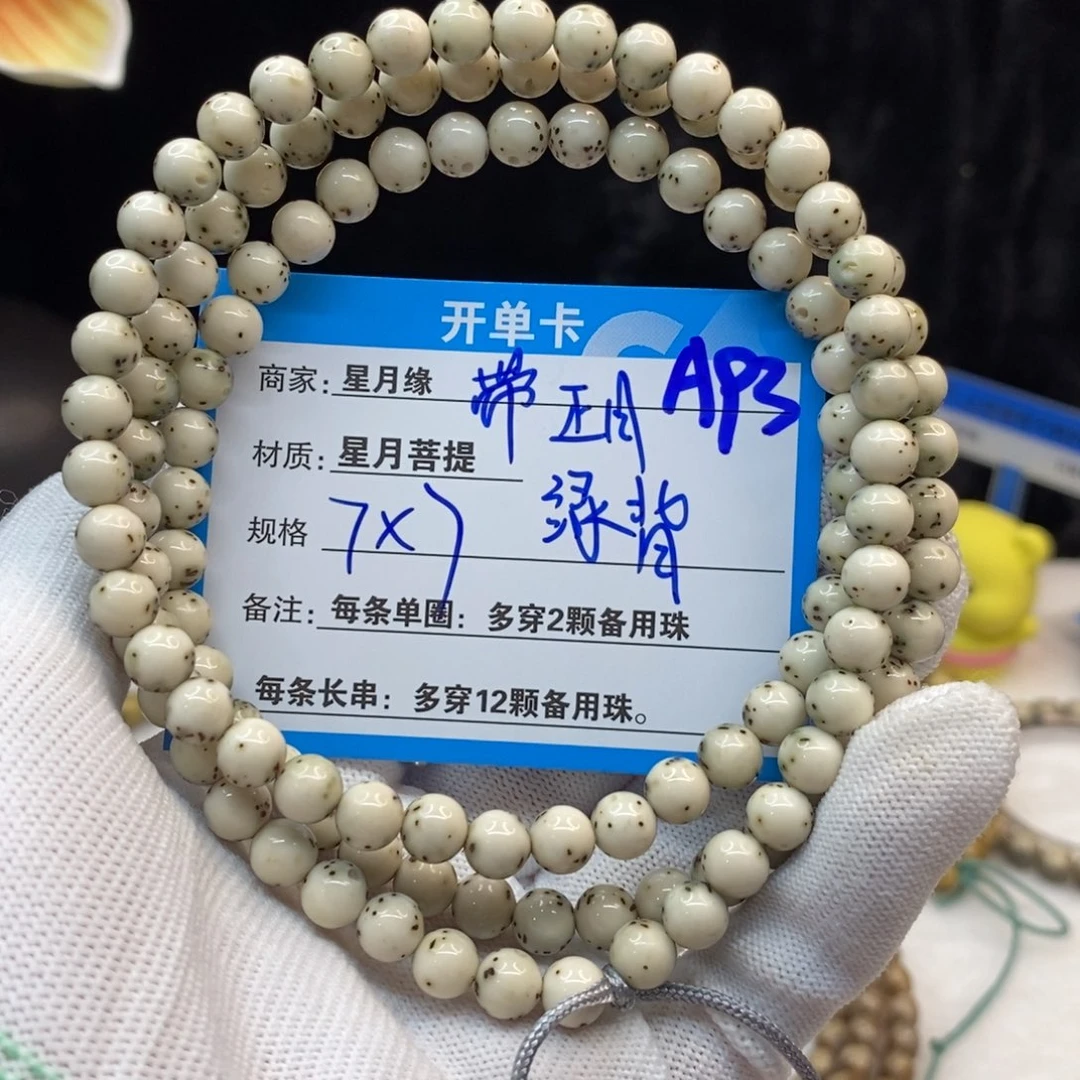 开单卡
商家：星月缘 带正月 AP3
材质：星月菩提
规格 7X7 绿背
备注：每条单圈：多穿2颗备用珠
每条长串：多穿12颗备用珠。